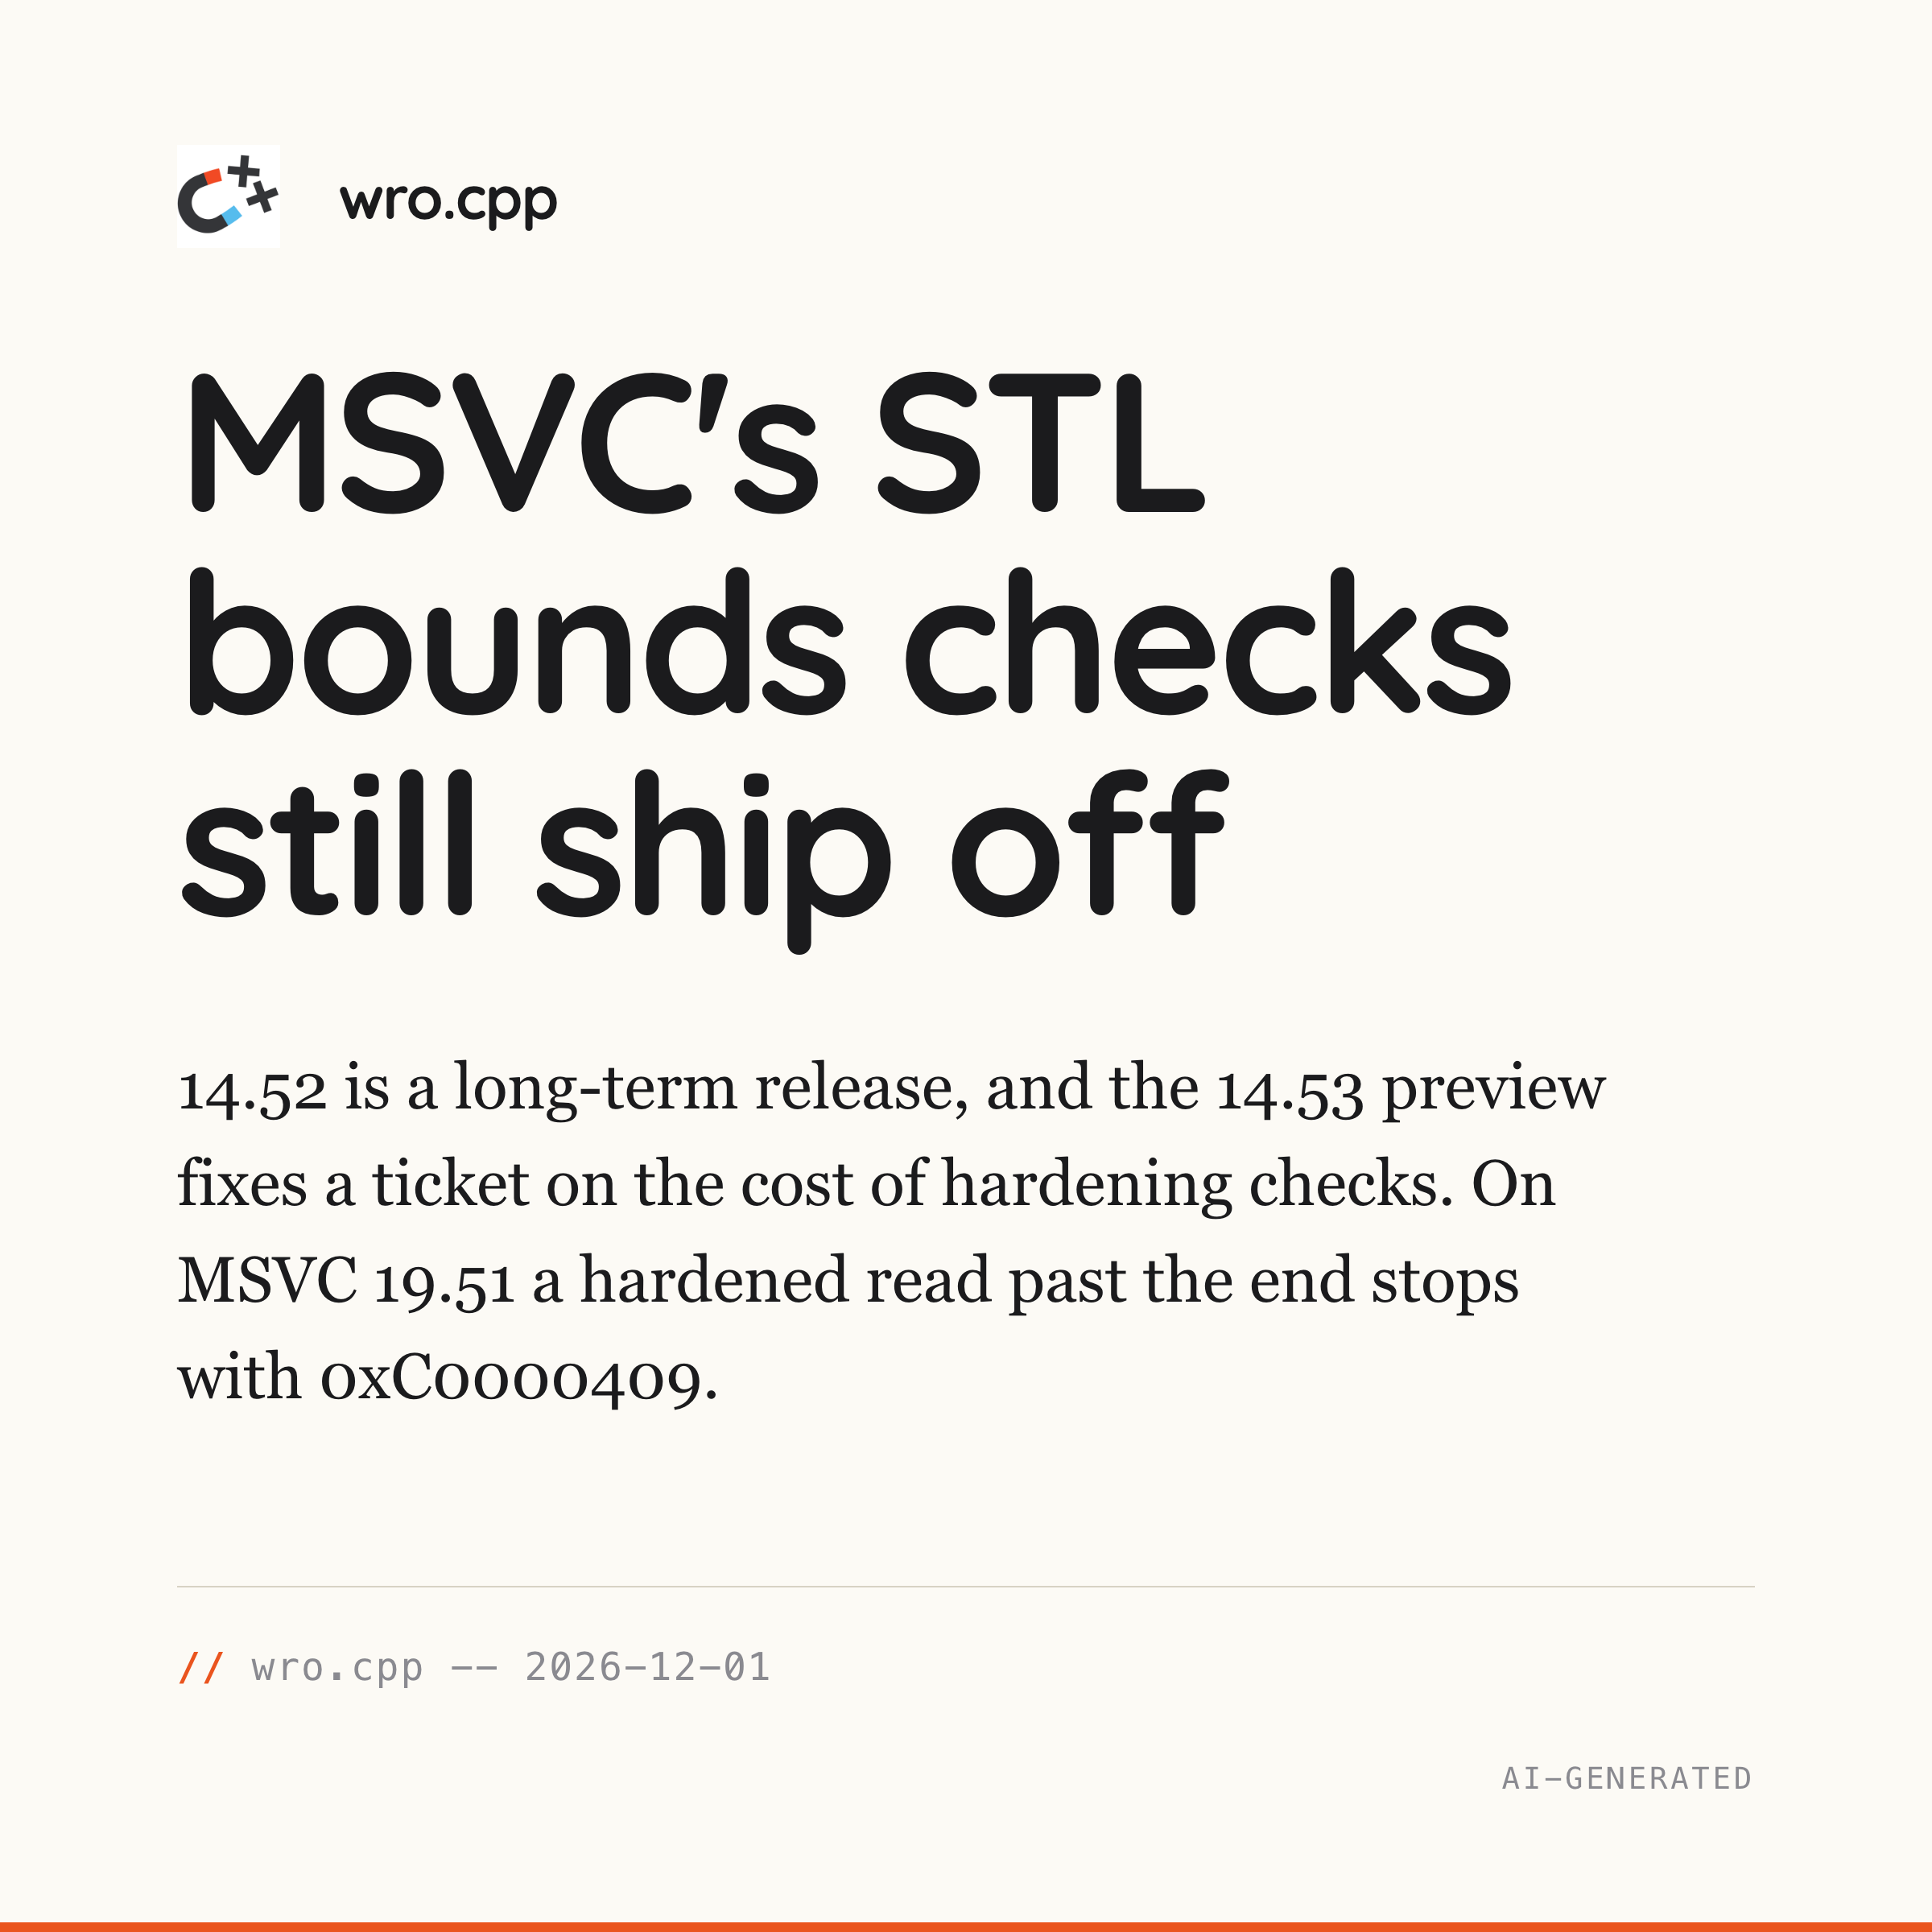 wro.cpp
MSVC's STL
bounds checks
still ship off
14.52 is a long-term release, and the 14.53 preview
fixes a ticket on the cost of hardening checks. On
MSVC 19.51 a hardened read past the end stops
with 0xC0000409.
// wro.cpp -- 2026-12-01
AI-GENERATED